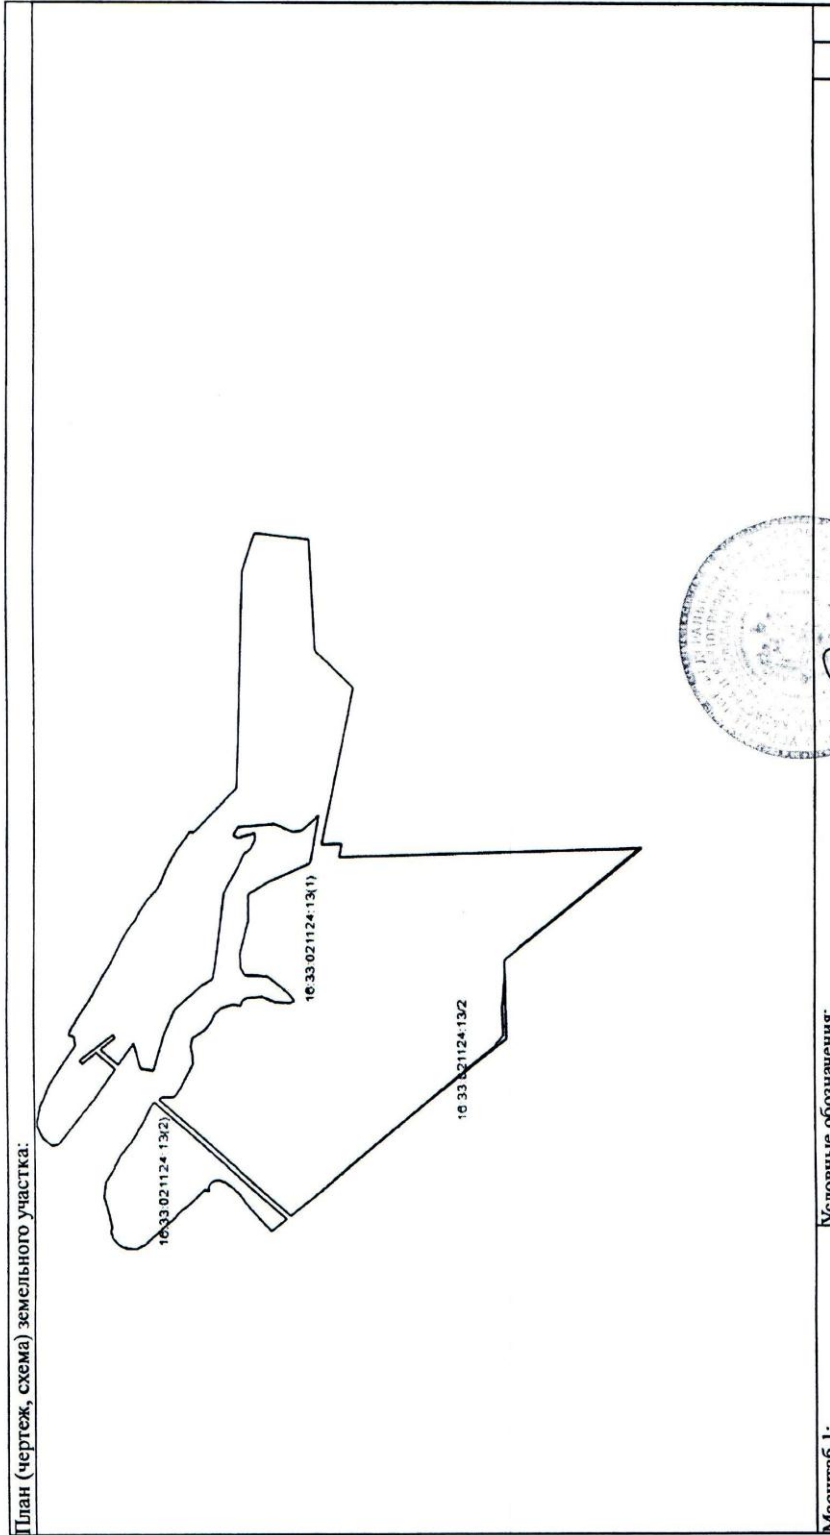 План (чертеж, схема) земельного участка:
16:33:021124:13(2)
16:33:021124:13(1)
16:33:021124:13/2
Масштаб 1:
Условные обозначения: